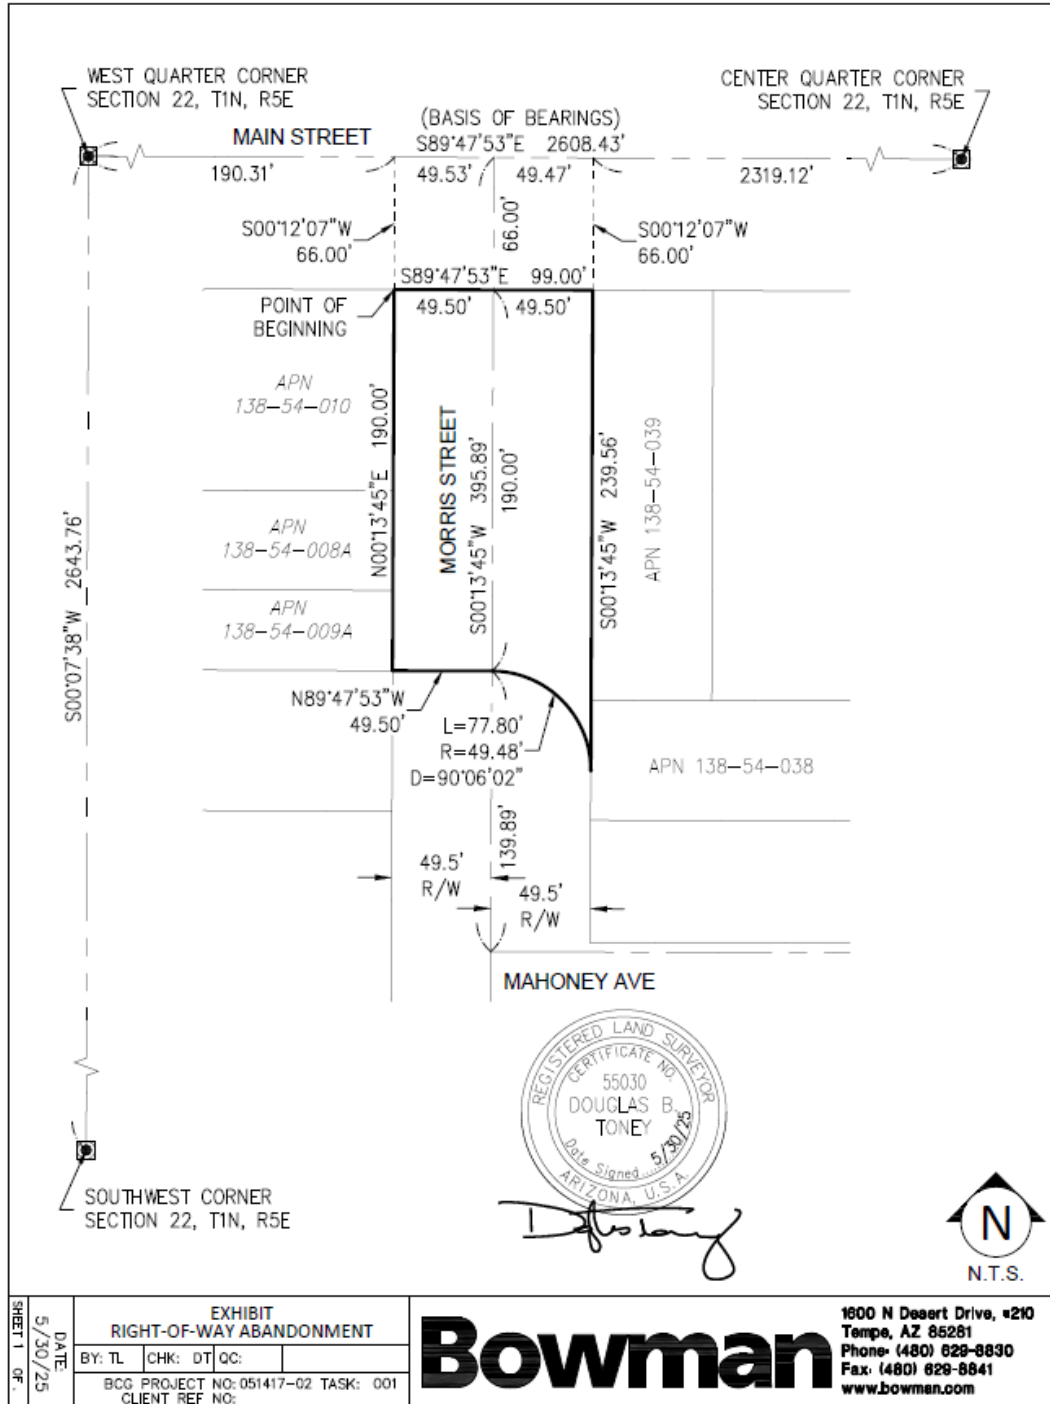 WEST QUARTER CORNER
SECTION 22, T1N, R5E
CENTER QUARTER CORNER
SECTION 22, T1N, R5E
MAIN STREET
(BASIS OF BEARINGS)
S89°47'53"E 2608.43'
190.31'
49.53'
49.47'
2319.12'
S00°12'07"W
66.00'
66.00'
S00°12'07"W
66.00'
S89°47'53"E 99.00'
POINT OF
BEGINNING
49.50'
49.50'
APN
138-54-010
N00°13'45"E 190.00'
MORRIS STREET
S00°13'45"W 395.89'
190.00'
S00°13'45"W 239.56'
APN 138-54-039
APN
138-54-008A
APN
138-54-009A
S00°07'38"W 2643.76'
N89°47'53"W
49.50'
L=77.80'
R=49.48'
D=90°06'02"
APN 138-54-038
139.89'
49.5'
R/W
49.5'
R/W
MAHONEY AVE
REGISTERED LAND SURVEYOR
CERTIFICATE NO.
55030
DOUGLAS B.
TONEY
Date Signed 5/30/25
ARIZONA, U.S.A.
SOUTHWEST CORNER
SECTION 22, T1N, R5E
N
N.T.S.
SHEET 1 OF
DATE:
5/30/25
EXHIBIT
RIGHT-OF-WAY ABANDONMENT
BY: TL CHK: DT QC:
BCG PROJECT NO: 051417-02 TASK: 001
CLIENT REF NO:
Bowman
1600 N Desert Drive, #210
Tempe, AZ 85281
Phone: (480) 629-8830
Fax: (480) 629-8841
www.bowman.com